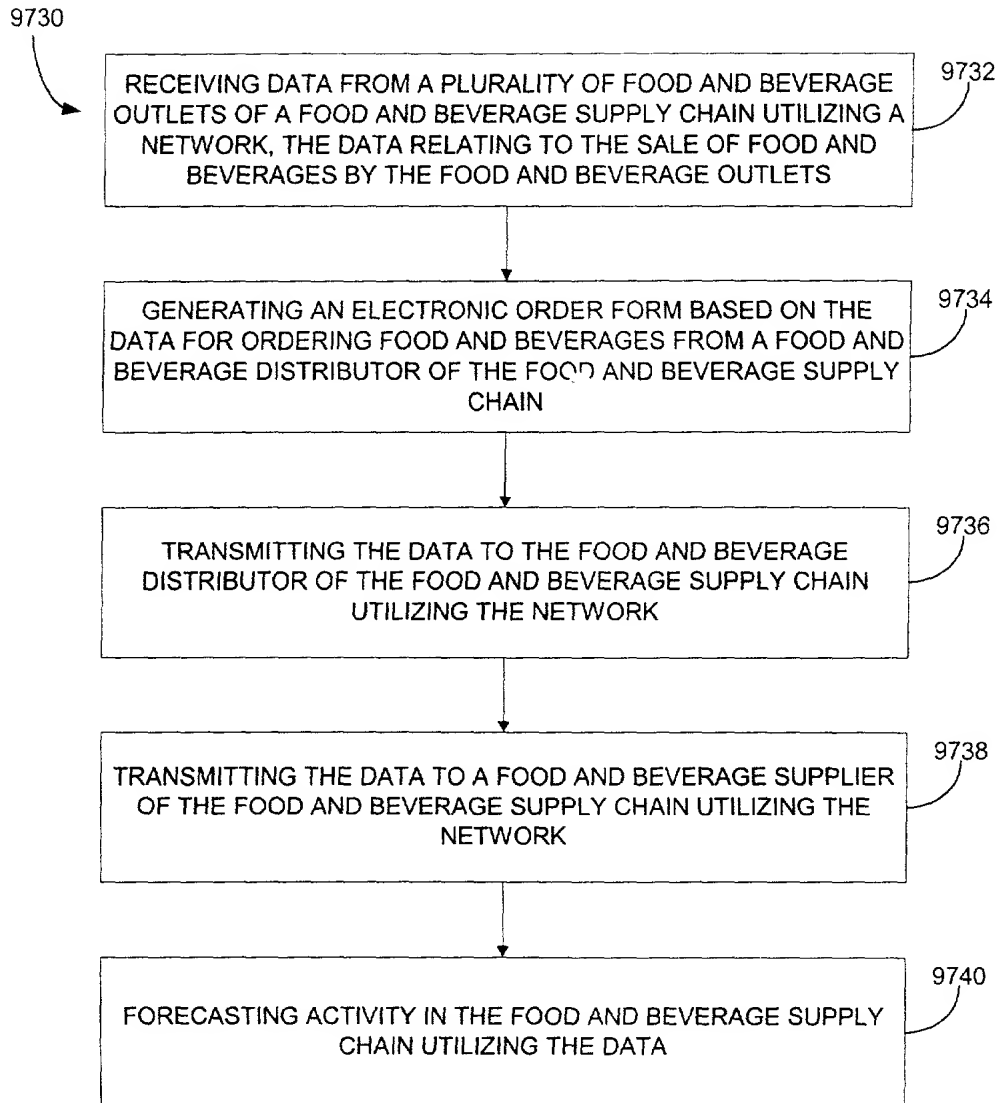 9730
RECEIVING DATA FROM A PLURALITY OF FOOD AND BEVERAGE
OUTLETS OF A FOOD AND BEVERAGE SUPPLY CHAIN UTILIZING A
NETWORK, THE DATA RELATING TO THE SALE OF FOOD AND
BEVERAGES BY THE FOOD AND BEVERAGE OUTLETS
9732
GENERATING AN ELECTRONIC ORDER FORM BASED ON THE
DATA FOR ORDERING FOOD AND BEVERAGES FROM A FOOD AND
BEVERAGE DISTRIBUTOR OF THE FOOD AND BEVERAGE SUPPLY
CHAIN
9734
TRANSMITTING THE DATA TO THE FOOD AND BEVERAGE
DISTRIBUTOR OF THE FOOD AND BEVERAGE SUPPLY CHAIN
UTILIZING THE NETWORK
9736
TRANSMITTING THE DATA TO A FOOD AND BEVERAGE SUPPLIER
OF THE FOOD AND BEVERAGE SUPPLY CHAIN UTILIZING THE
NETWORK
9738
FORECASTING ACTIVITY IN THE FOOD AND BEVERAGE SUPPLY
CHAIN UTILIZING THE DATA
9740